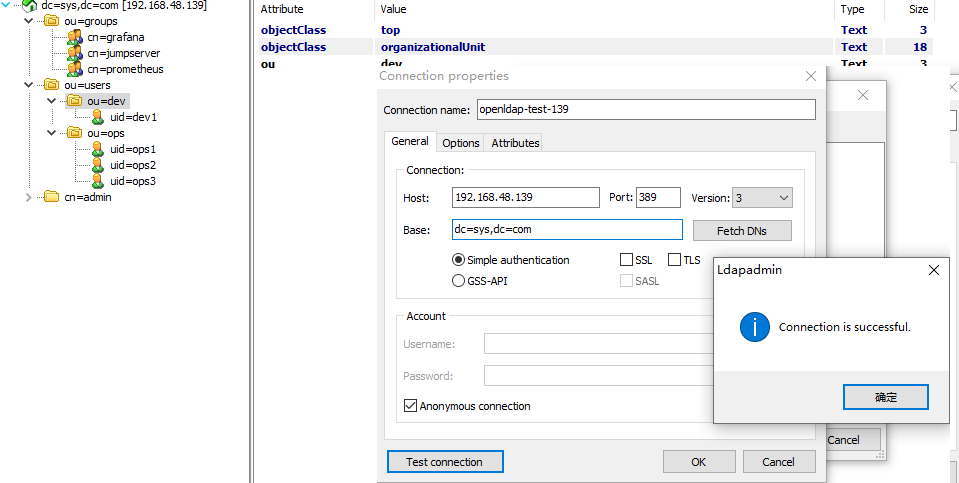 dc=sys,dc=com [192.168.48.139]
ou=groups
cn=grafana
cn=jumpserver
cn=prometheus
ou=users
ou=dev
uid=dev1
ou=ops
uid=ops1
uid=ops2
uid=ops3
cn=admin
Attribute Value Type Size
objectClass top Text 3
objectClass organizationalUnit Text 18
ou dev Text 3
Connection properties
Connection name: openldap-test-139
General Options Attributes
Connection:
Host: 192.168.48.139 Port: 389 Version: 3
Base: dc=sys,dc=com Fetch DNs
Simple authentication SSL TLS
GSS-API SASL
Account
Username:
Password:
Anonymous connection
Test connection OK Cancel
Ldapadmin
Connection is successful.
确定
Cancel